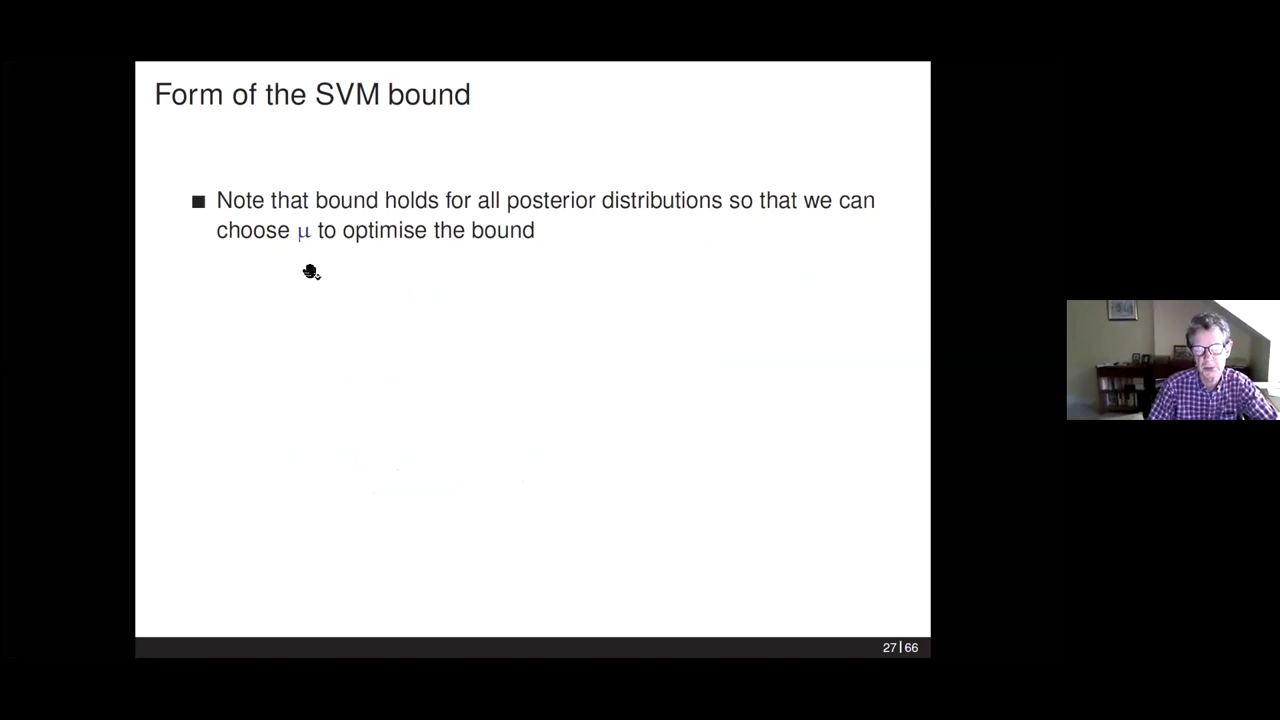 Form of the SVM bound
■ Note that bound holds for all posterior distributions so that we can
choose μ to optimise the bound
27|66